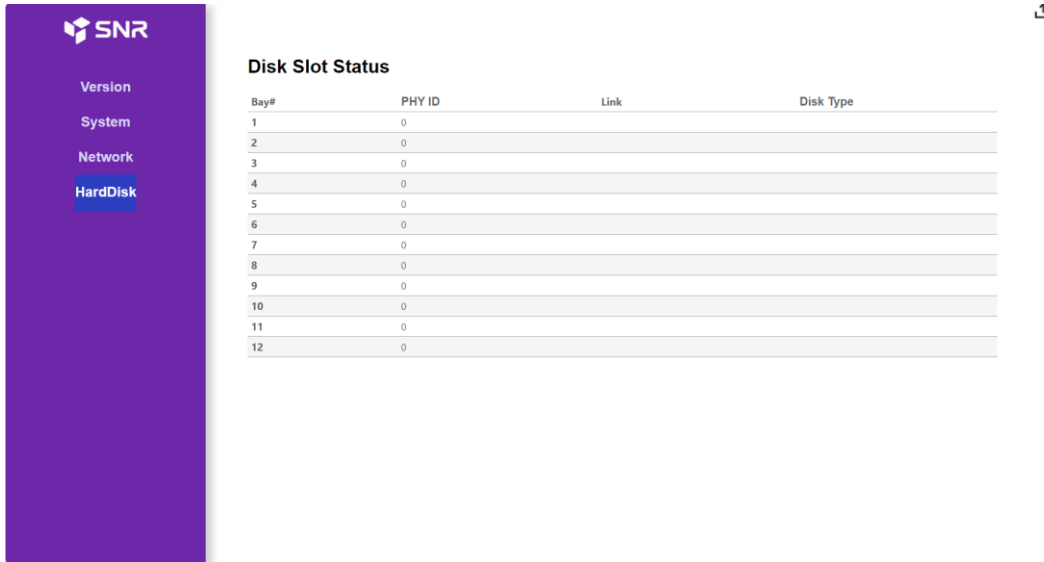 SNR
Version
System
Network
HardDisk
Disk Slot Status
Bay# PHY ID Link Disk Type
1 0
2 0
3 0
4 0
5 0
6 0
7 0
8 0
9 0
10 0
11 0
12 0